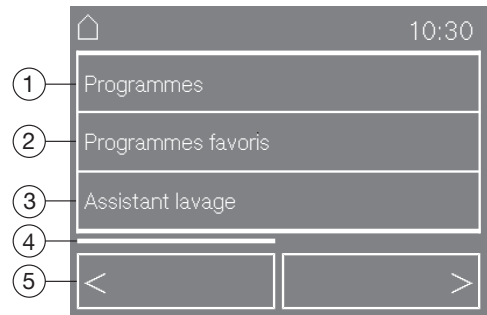 10:30
① Programmes
② Programmes favoris
③ Assistant lavage
④
⑤ < >